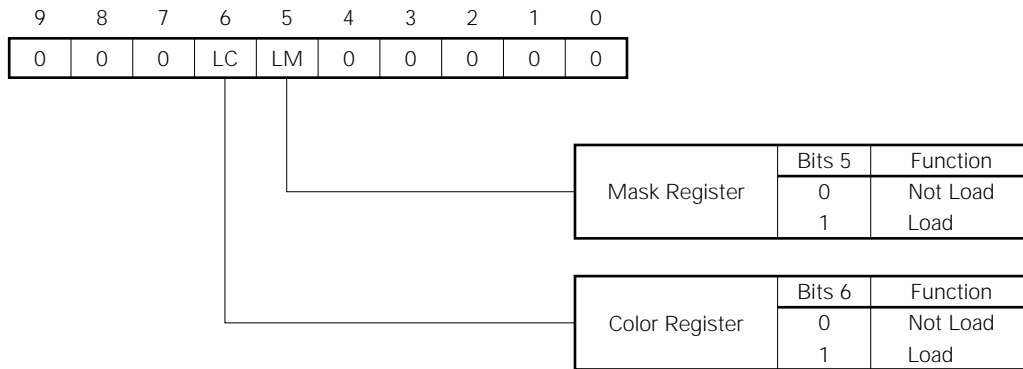 9 8 7 6 5 4 3 2 1 0
0 0 0 LC LM 0 0 0 0 0
Bits 5 Function
Mask Register 0 Not Load
1 Load
Bits 6 Function
Color Register 0 Not Load
1 Load